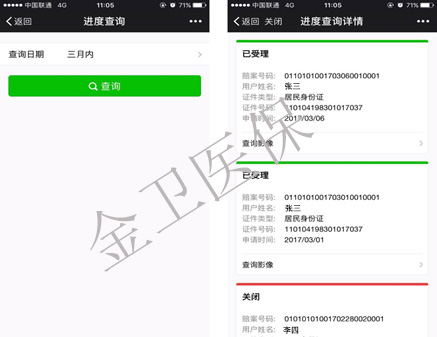 中国联通 4G 11:05 71%
返回 进度查询
查询日期 三月内
查询
金卫医保
中国联通 4G 11:05 71%
返回 关闭 进度查询详情
已受理
赔案号码: 0110101001703060010001
用户姓名: 张三
证件类型: 居民身份证
证件号码: 110104198301017037
申请时间: 2017/03/06
查询影像
已受理
赔案号码: 0110101001703010010001
用户姓名: 张三
证件类型: 居民身份证
证件号码: 110104198301017037
申请时间: 2017/03/01
查询影像
关闭
赔案号码: 01010101001702280020001
用户姓名: 李四